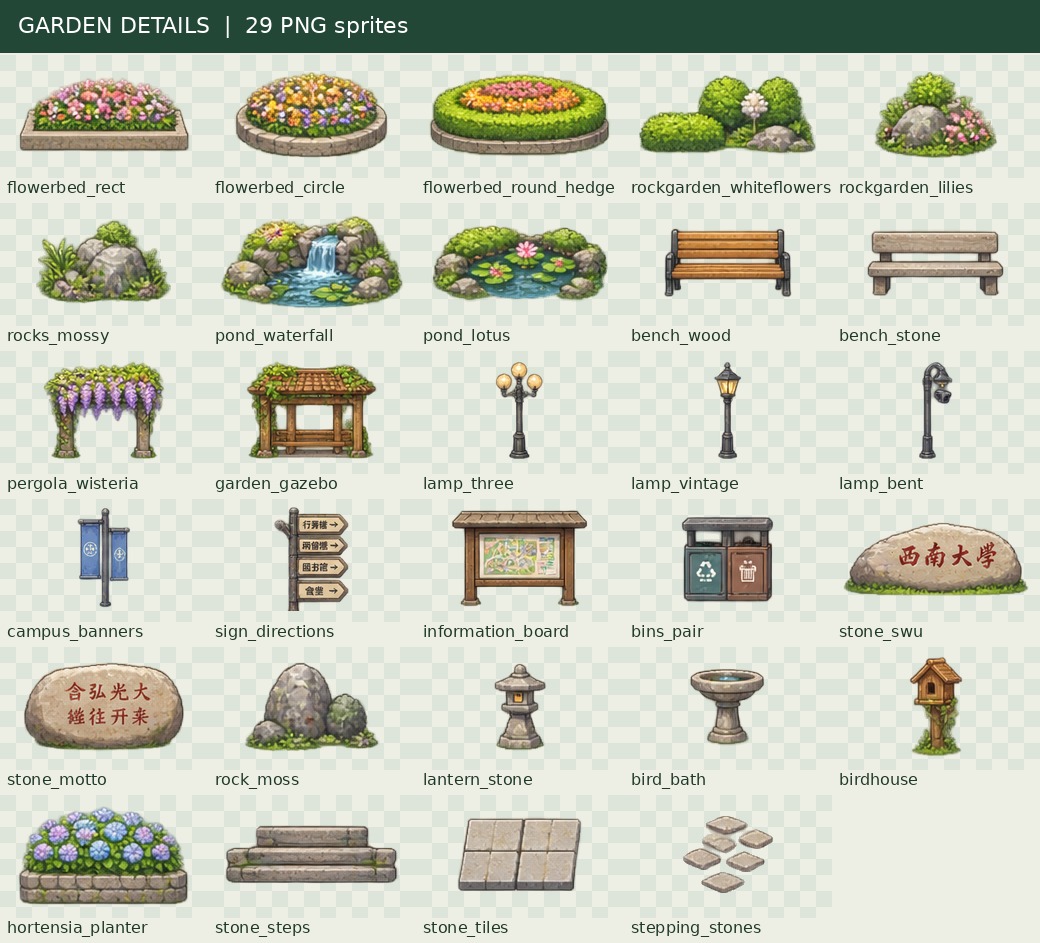 GARDEN DETAILS | 29 PNG sprites
flowerbed_rect
flowerbed_circle
flowerbed_round_hedge
rockgarden_whiteflowers
rockgarden_lilies
rocks_mossy
pond_waterfall
pond_lotus
bench_wood
bench_stone
pergola_wisteria
garden_gazebo
lamp_three
lamp_vintage
lamp_bent
食堂 →
campus_banners
sign_directions
information_board
bins_pair
西南大學
stone_swu
含弘光大
繼往开来
stone_motto
rock_moss
lantern_stone
bird_bath
birdhouse
hortensia_planter
stone_steps
stone_tiles
stepping_stones